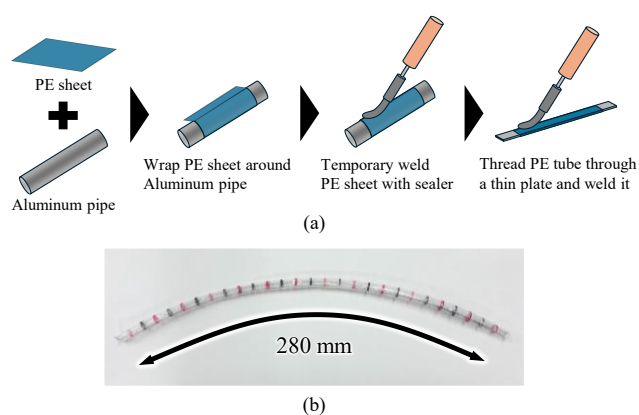 PE sheet
Aluminum pipe
Wrap PE sheet around
Aluminum pipe
Temporary weld
PE sheet with sealer
Thread PE tube through
a thin plate and weld it
(a)
280 mm
(b)